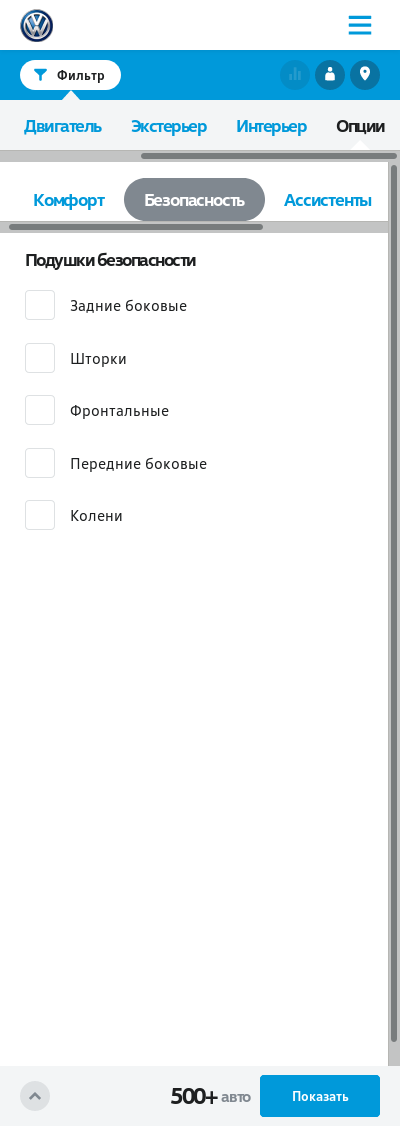 Фильтр
Двигатель Экстерьер Интерьер Опции
Комфорт Безопасность Ассистенты
Подушки безопасности
Задние боковые
Шторки
Фронтальные
Передние боковые
Колени
500+ авто Показать